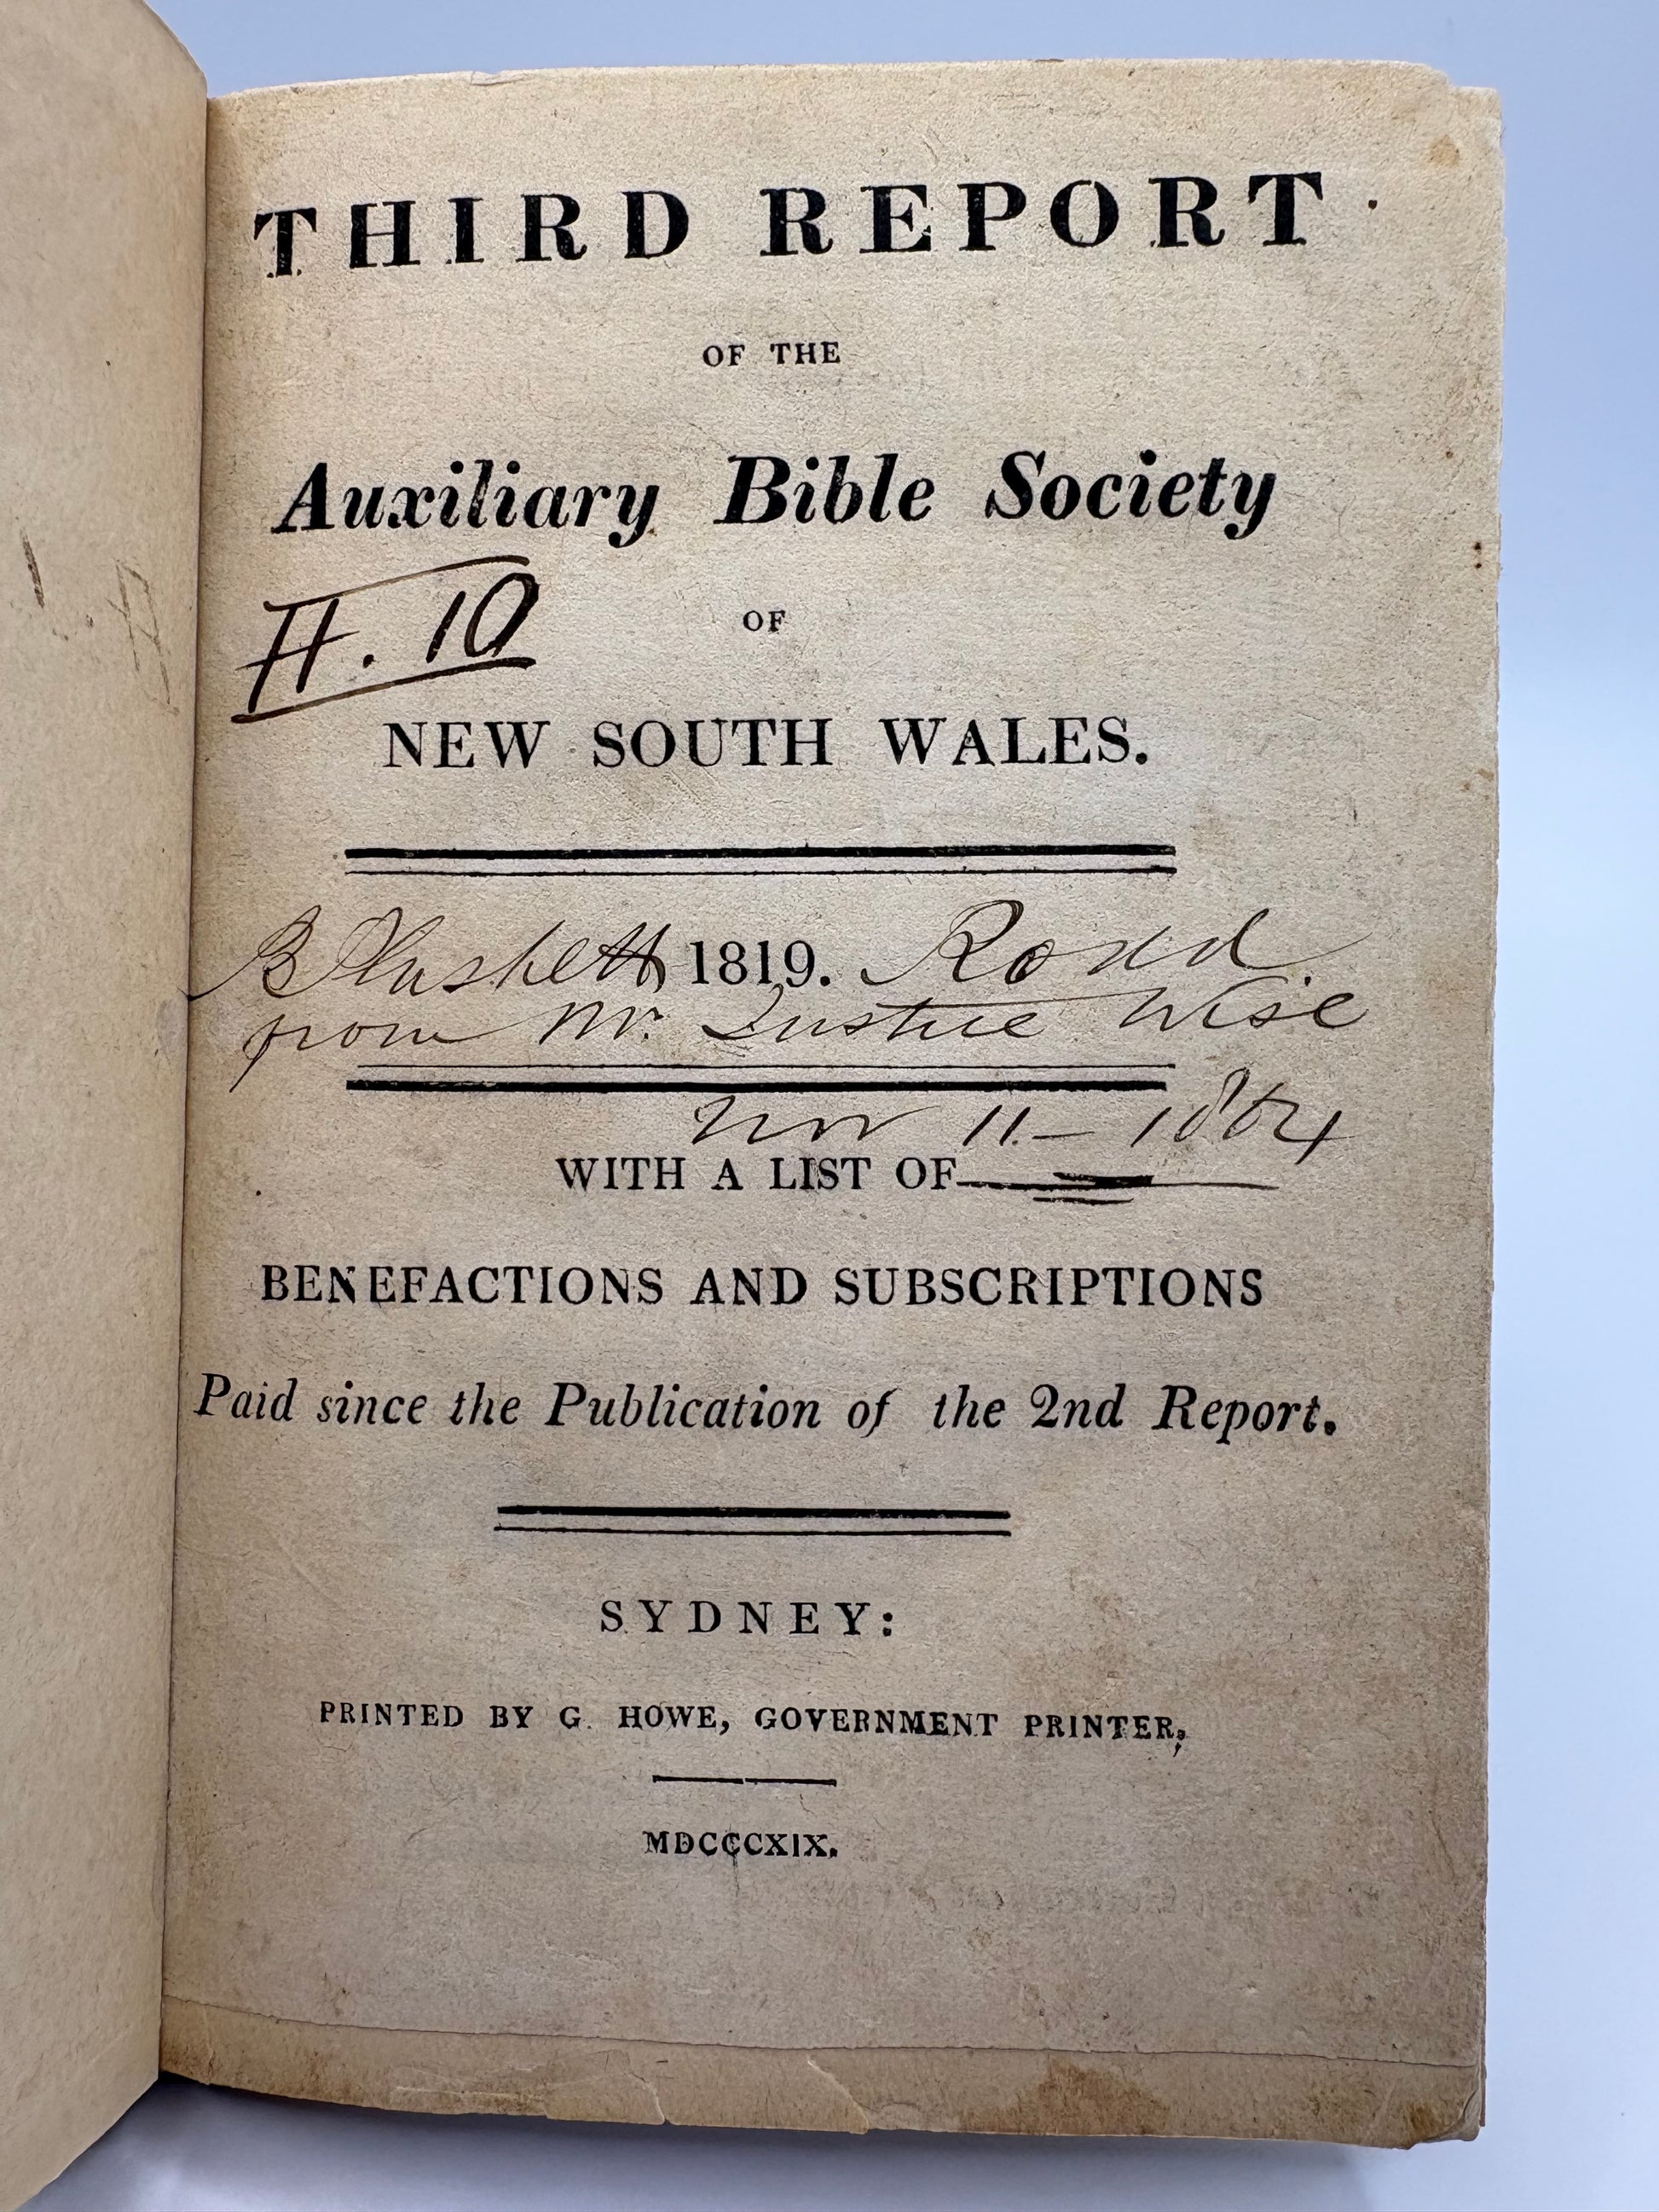 THIRD REPORT
OF THE
Auxiliary Bible Society
II. 10
OF
NEW SOUTH WALES.
1819.
from Mr. Justice Wise
Nov 11 - 1864
WITH A LIST OF
BENEFACTIONS AND SUBSCRIPTIONS
Paid since the Publication of the 2nd Report.
SYDNEY:
PRINTED BY G. HOWE, GOVERNMENT PRINTER;
MDCCCXIX.